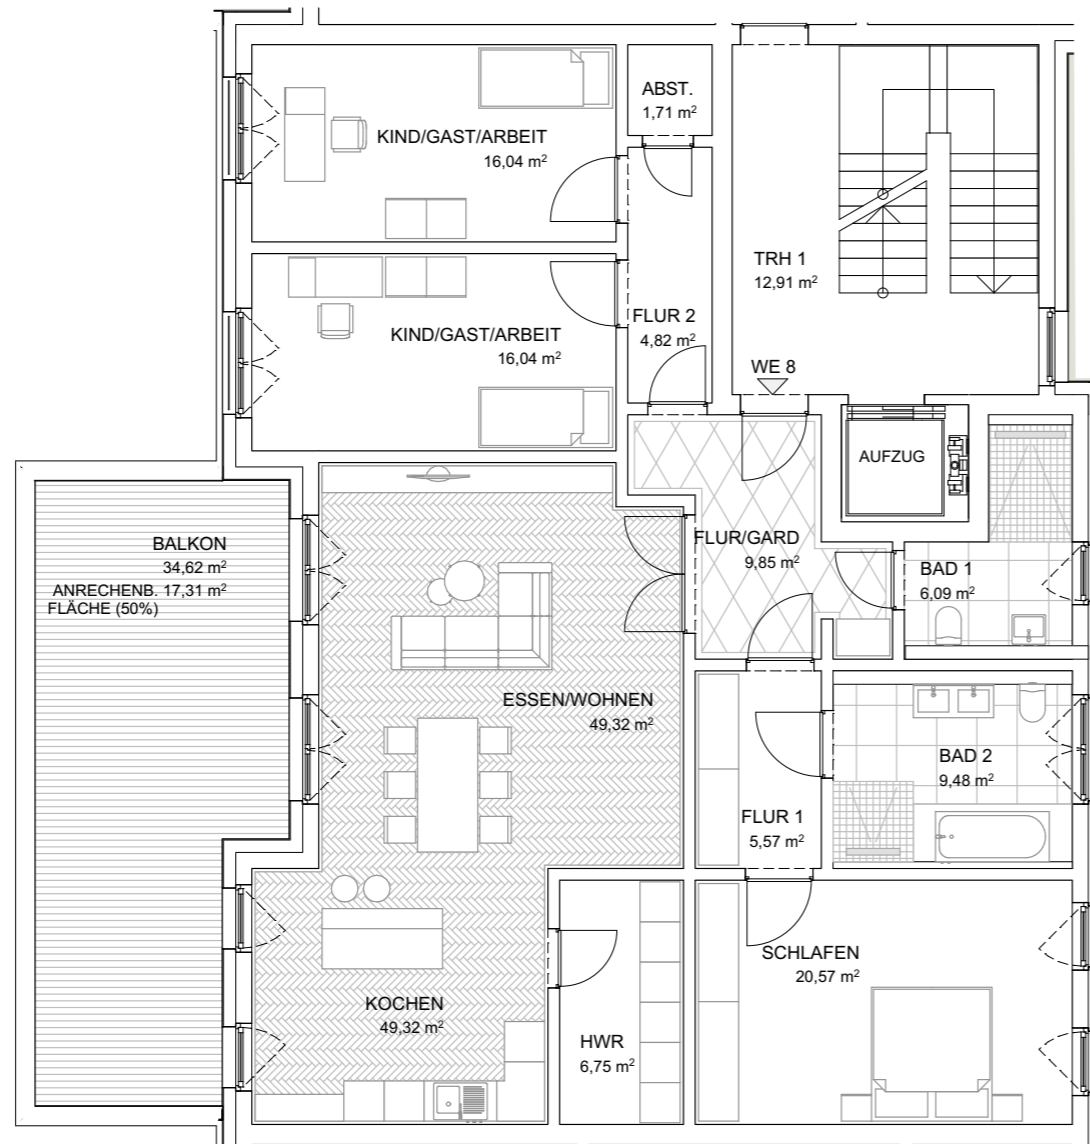 ABST.
1,71 m²
KIND/GAST/ARBEIT
16,04 m²
TRH 1
12,91 m²
FLUR 2
4,82 m²
KIND/GAST/ARBEIT
16,04 m²
WE 8
AUFZUG
BALKON
34,62 m²
ANRECHENB. 17,31 m²
FLÄCHE (50%)
FLUR/GARD
9,85 m²
BAD 1
6,09 m²
ESSEN/WOHNEN
49,32 m²
BAD 2
9,48 m²
FLUR 1
5,57 m²
SCHLAFEN
20,57 m²
KOCHEN
49,32 m²
HWR
6,75 m²